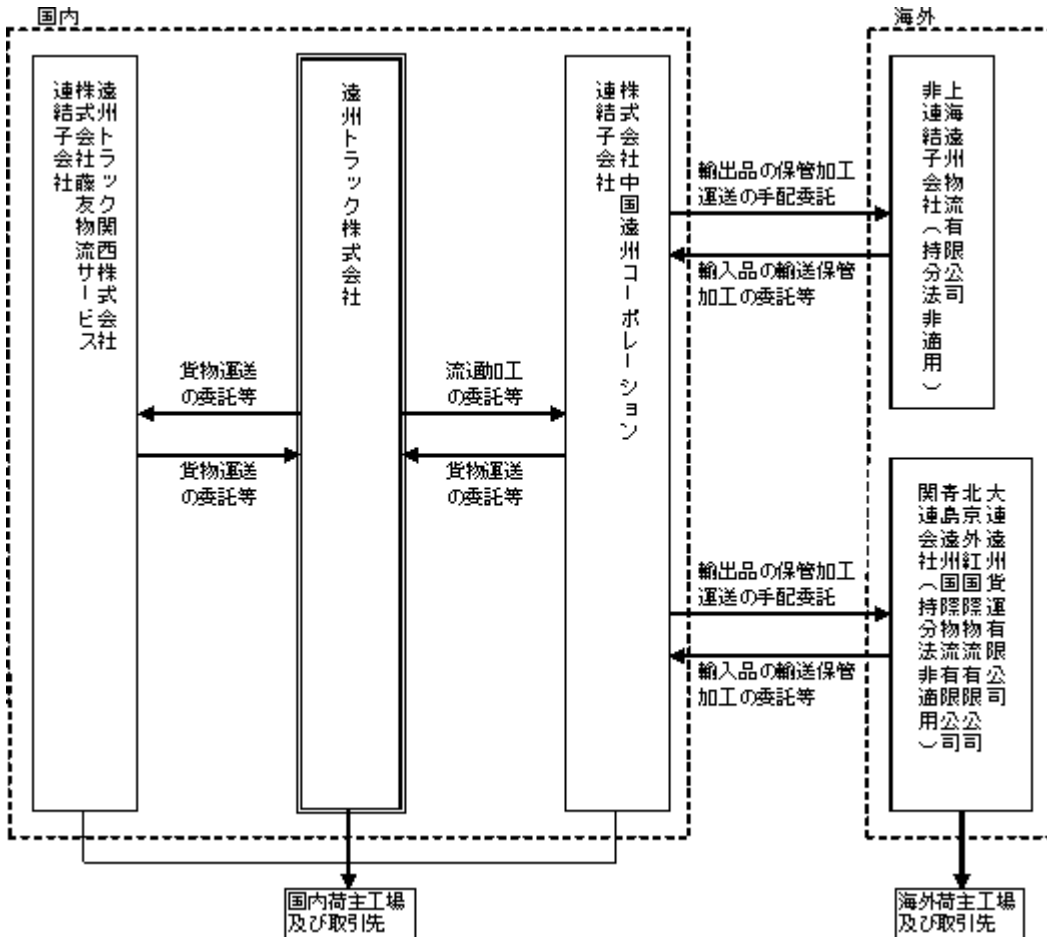 国内
海外
遠州トラック関西株式会社
株式会社藤友物流サービス
連結子会社
遠州トラック株式会社
株式会社中国遠州コーポレーション
連結子会社
上海遠州物流有限公司
非連結子会社(持分法非適用)
輸出品の保管加工
運送の手配委託
輸入品の輸送保管
加工の委託等
貨物運送
の委託等
流通加工
の委託等
貨物運送
の委託等
貨物運送
の委託等
大連遠州貨運有限公司
北京外紅国際物流有限公司
青島遠州国際物流有限公司
関連会社(持分法非適用)
輸出品の保管加工
運送の手配委託
輸入品の輸送保管
加工の委託等
国内荷主工場
及び取引先
海外荷主工場
及び取引先